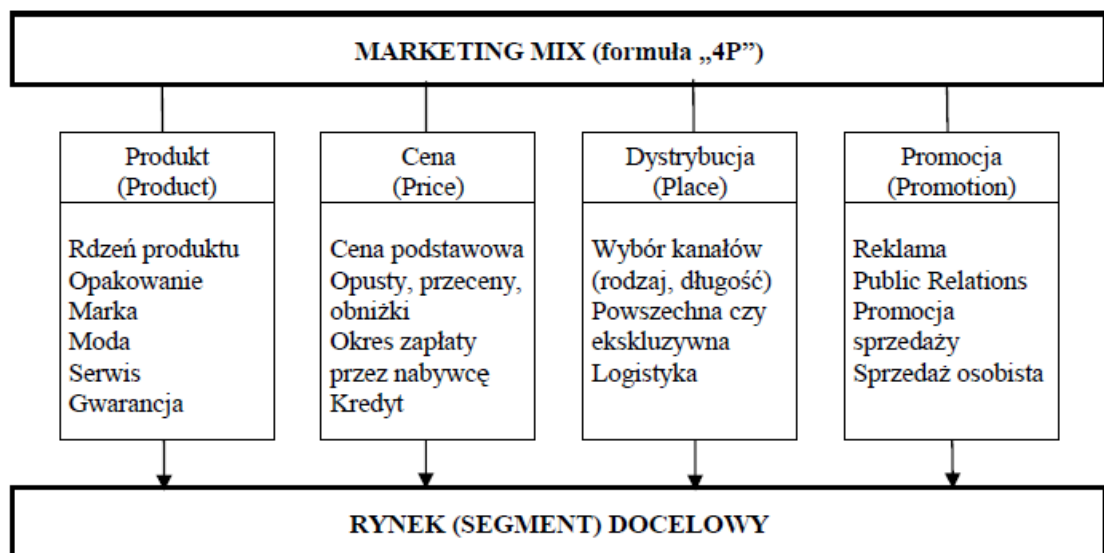 MARKETING MIX (formuła „4P”)
Produkt
(Product)
Rdzeń produktu
Opakowanie
Marka
Moda
Serwis
Gwarancja
Cena
(Price)
Cena podstawowa
Opusty, przeceny,
obniżki
Okres zapłaty
przez nabywcę
Kredyt
Dystrybucja
(Place)
Wybór kanałów
(rodzaj, długość)
Powszechna czy
ekskluzywna
Logistyka
Promocja
(Promotion)
Reklama
Public Relations
Promocja
sprzedaży
Sprzedaż osobista
RYNEK (SEGMENT) DOCELOWY